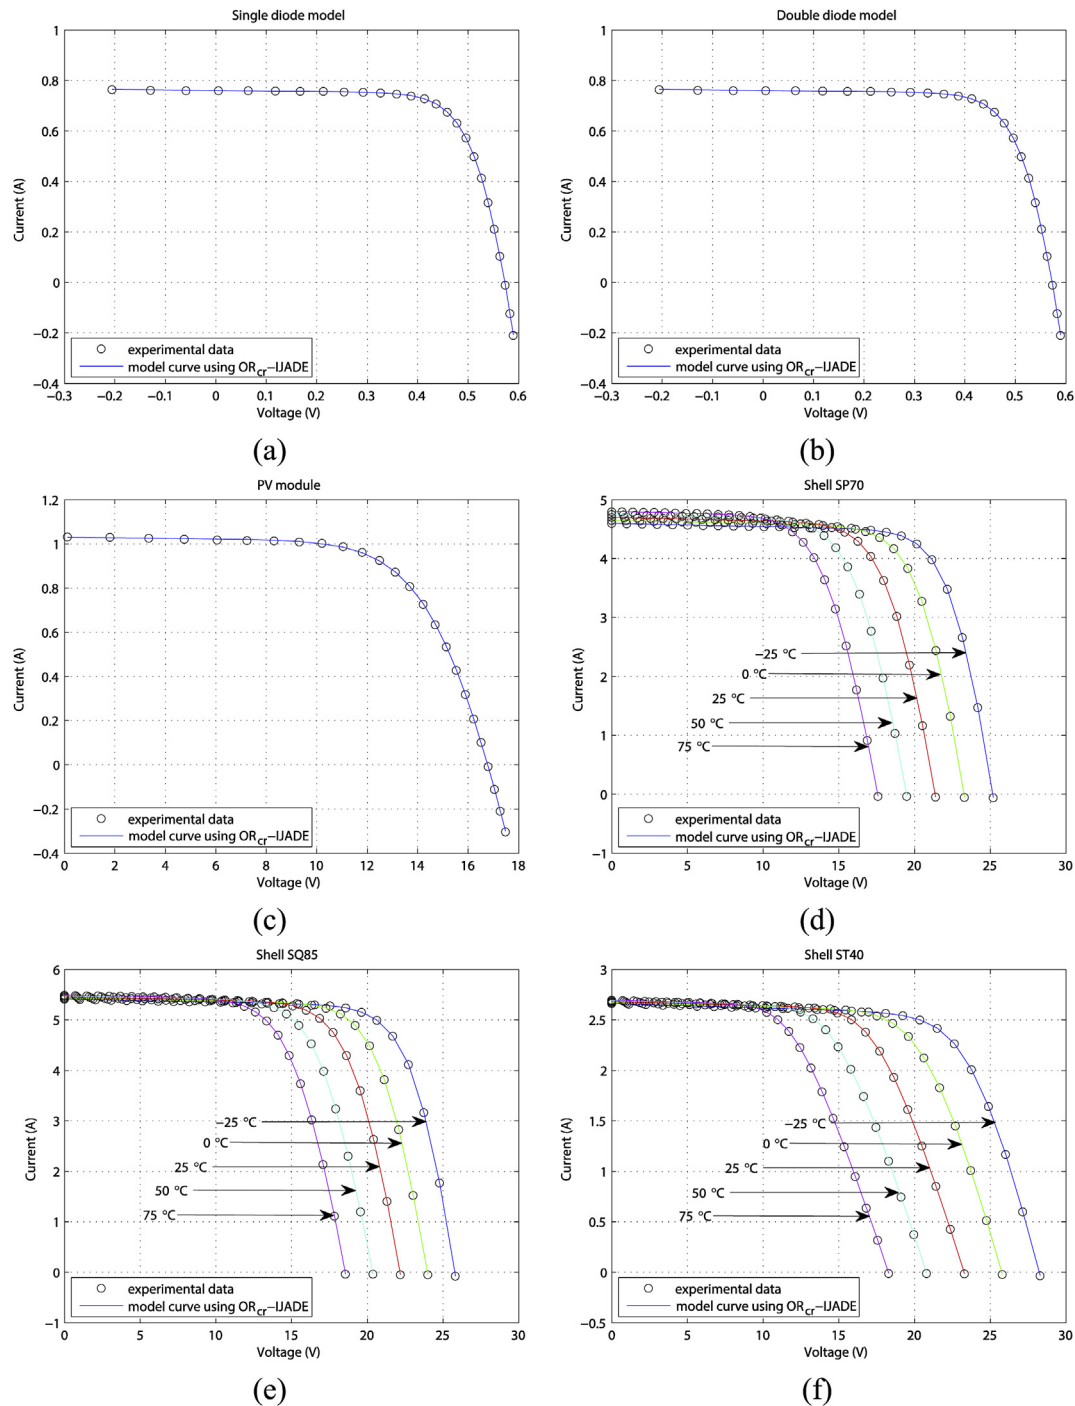 Single diode model
1
0.8
0.6
0.4
0.2
0
−0.2
−0.4
Current (A)
experimental data
model curve using ORcr−IJADE
−0.3 −0.2 −0.1 0 0.1 0.2 0.3 0.4 0.5 0.6
Voltage (V)
(a)
Double diode model
1
0.8
0.6
0.4
0.2
0
−0.2
−0.4
Current (A)
experimental data
model curve using ORcr−IJADE
−0.3 −0.2 −0.1 0 0.1 0.2 0.3 0.4 0.5 0.6
Voltage (V)
(b)
PV module
1.2
1.0
0.8
0.6
0.4
0.2
0
−0.2
−0.4
Current (A)
experimental data
model curve using ORcr−IJADE
0 2 4 6 8 10 12 14 16 18
Voltage (V)
(c)
Shell SP70
5
4
3
2
1
0
−1
Current (A)
−25 °C
0 °C
25 °C
50 °C
75 °C
experimental data
model curve using ORcr−IJADE
0 5 10 15 20 25 30
Voltage (V)
(d)
Shell SQ85
6
5
4
3
2
1
0
−1
Current (A)
−25 °C
0 °C
25 °C
50 °C
75 °C
experimental data
model curve using ORcr−IJADE
0 5 10 15 20 25 30
Voltage (V)
(e)
Shell ST40
3
2.5
2
1.5
1
0.5
0
−0.5
Current (A)
−25 °C
0 °C
25 °C
50 °C
75 °C
experimental data
model curve using ORcr−IJADE
0 5 10 15 20 25 30
Voltage (V)
(f)